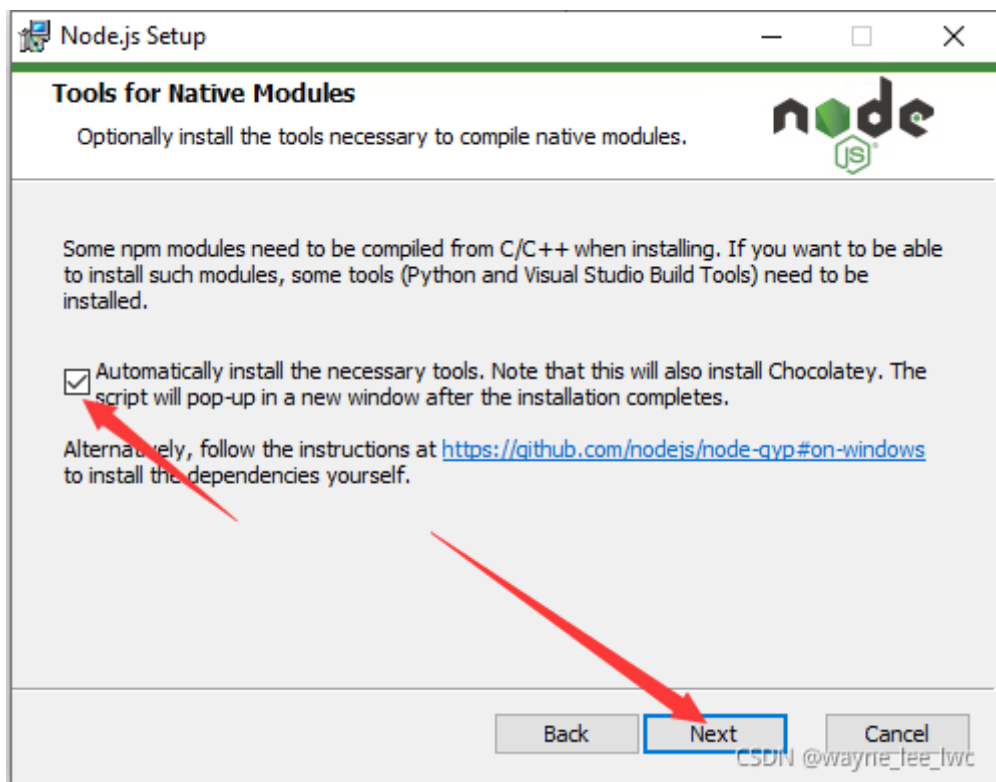 Node.js Setup
Tools for Native Modules
Optionally install the tools necessary to compile native modules.
node
JS
Some npm modules need to be compiled from C/C++ when installing. If you want to be able
to install such modules, some tools (Python and Visual Studio Build Tools) need to be
installed.
Automatically install the necessary tools. Note that this will also install Chocolatey. The
script will pop-up in a new window after the installation completes.
Alternatively, follow the instructions at https://github.com/nodejs/node-gyp#on-windows
to install the dependencies yourself.
Back
Next
Cancel
CSDN @wayne_lee_lwc